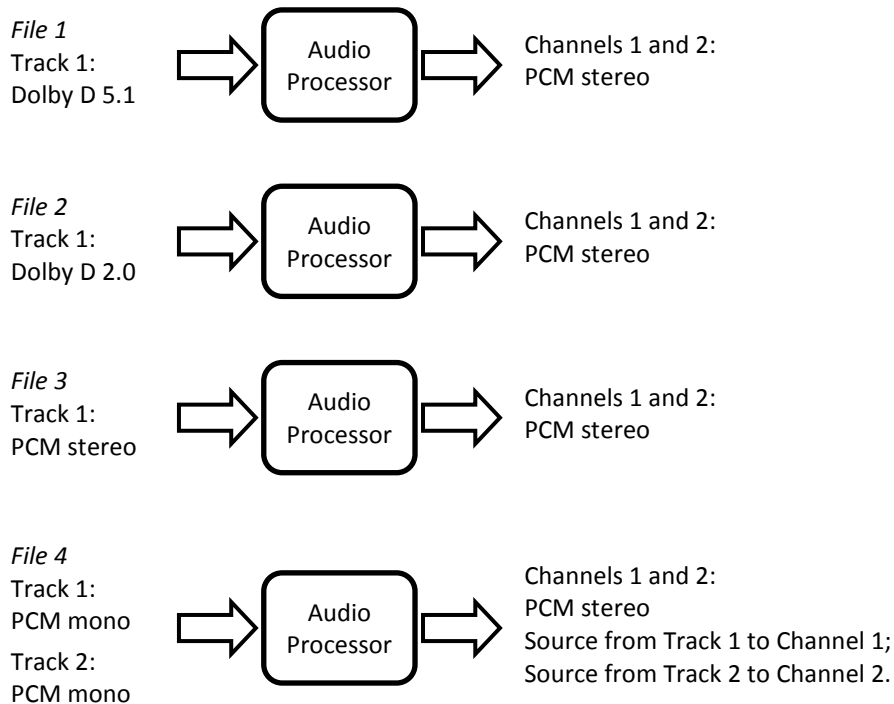 File 1
Track 1:
Dolby D 5.1
Audio
Processor
Channels 1 and 2:
PCM stereo
File 2
Track 1:
Dolby D 2.0
Audio
Processor
Channels 1 and 2:
PCM stereo
File 3
Track 1:
PCM stereo
Audio
Processor
Channels 1 and 2:
PCM stereo
File 4
Track 1:
PCM mono
Track 2:
PCM mono
Audio
Processor
Channels 1 and 2:
PCM stereo
Source from Track 1 to Channel 1;
Source from Track 2 to Channel 2.